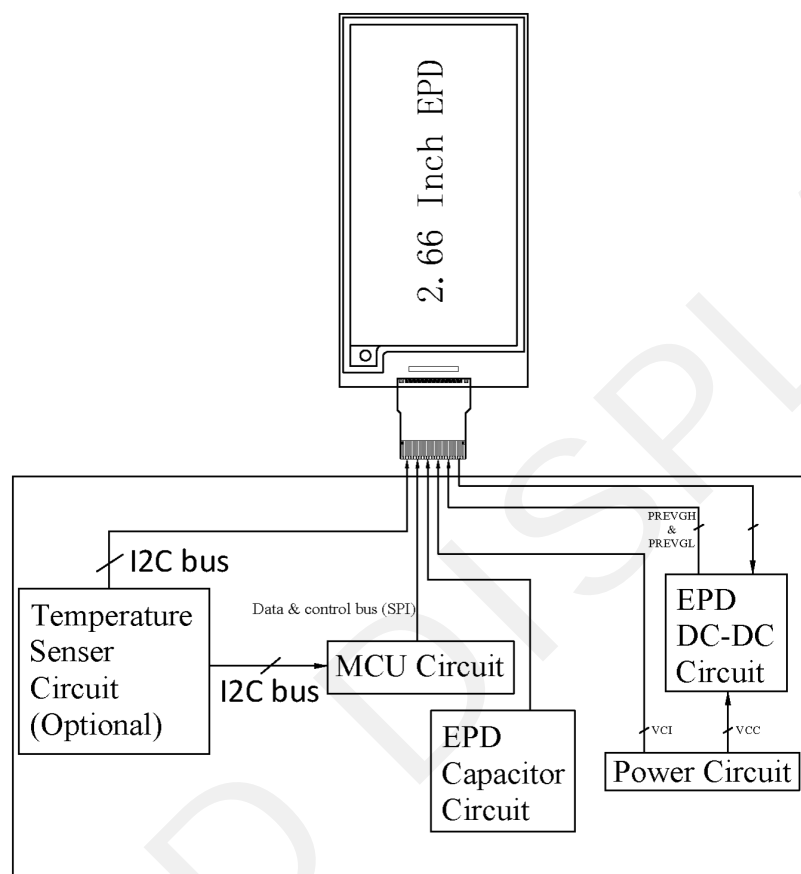 2.66 Inch EPD
PREVGH
&
PREVGL
I2C bus
Temperature
Senser
Circuit
(Optional)
Data & control bus (SPI)
MCU Circuit
I2C bus
EPD
DC-DC
Circuit
EPD
Capacitor
Circuit
VCI
VCC
Power Circuit
D DISPL